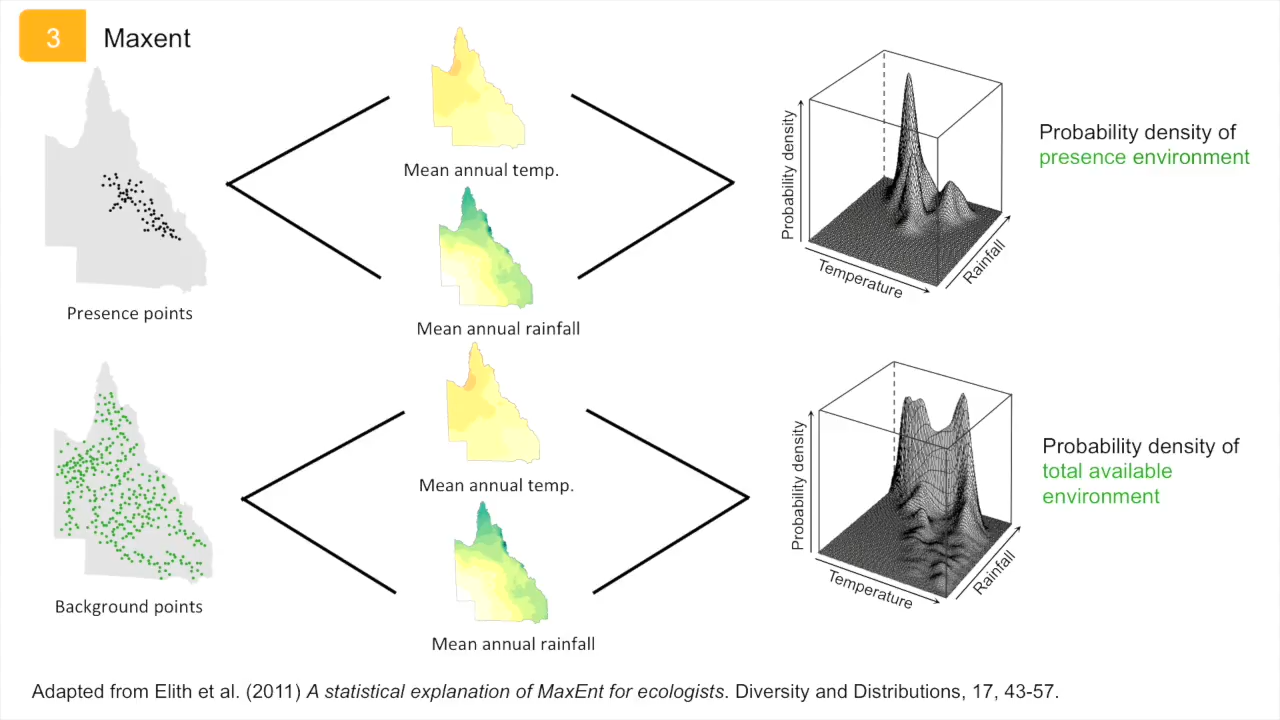 3
Maxent
Presence points
Mean annual temp.
Mean annual rainfall
Probability density
Temperature
Rainfall
Probability density of
presence environment
Background points
Mean annual temp.
Mean annual rainfall
Probability density
Temperature
Rainfall
Probability density of
total available
environment
Adapted from Elith et al. (2011) A statistical explanation of MaxEnt for ecologists. Diversity and Distributions, 17, 43-57.